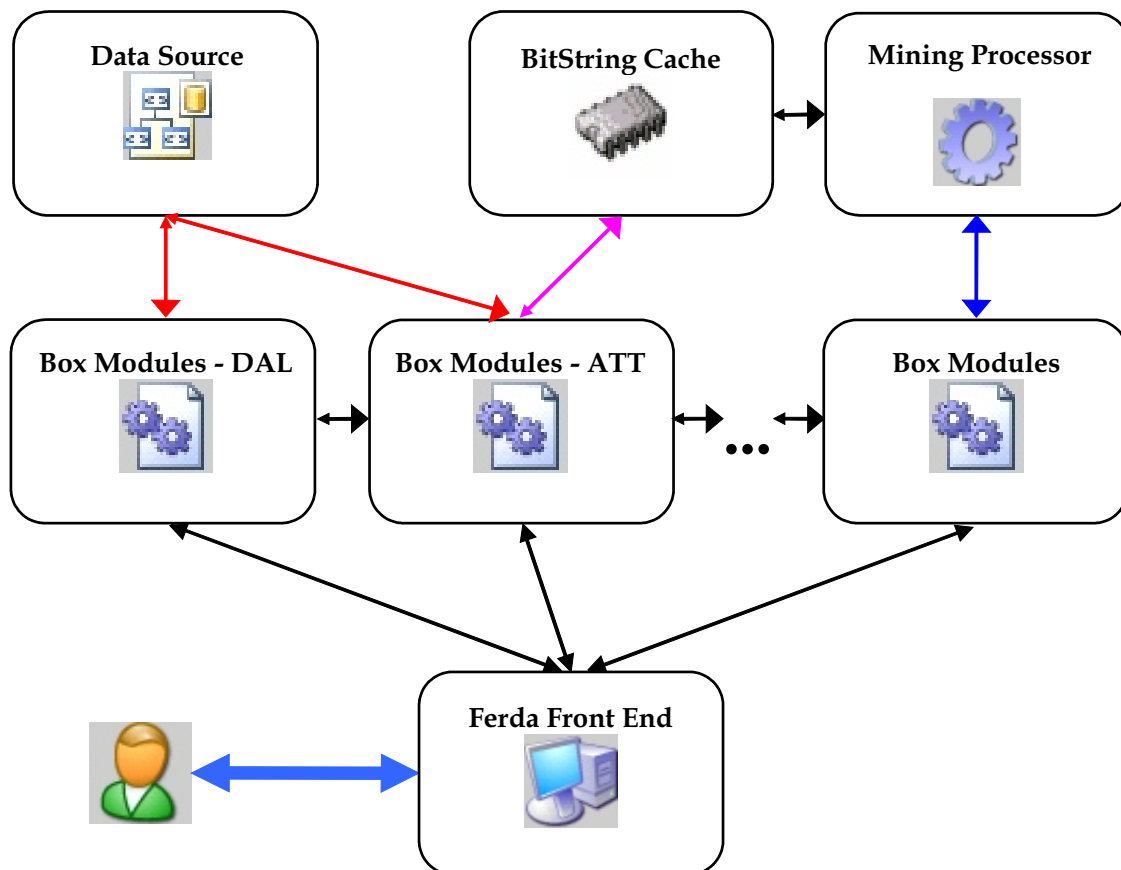 Data Source
BitString Cache
Mining Processor
Box Modules - DAL
Box Modules - ATT
...
Box Modules
Ferda Front End